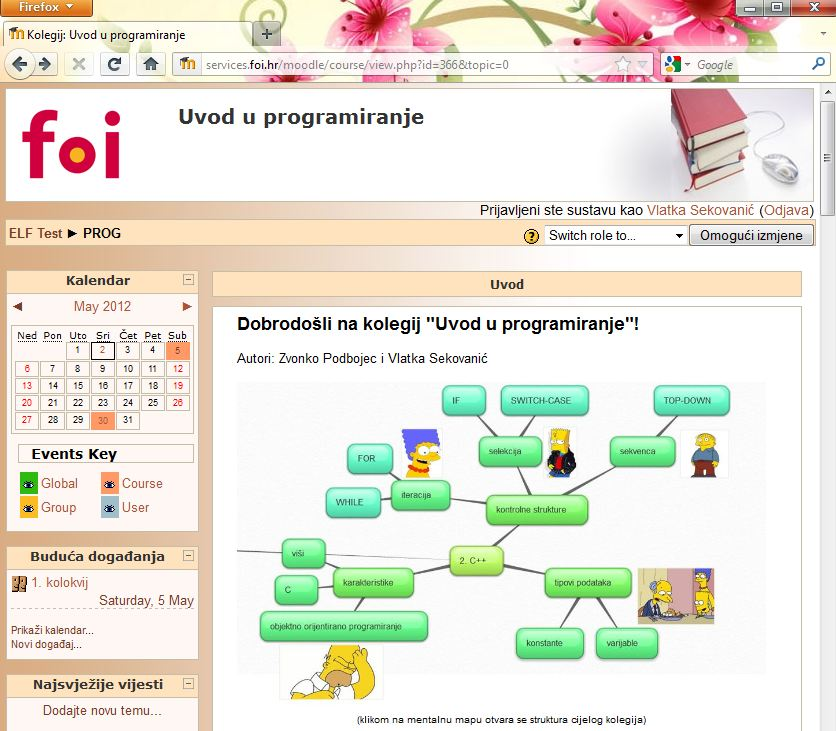 Firefox
Kolegij: Uvod u programiranje
services.foi.hr/moodle/course/view.php?id=366&topic=0
Google
foi
Uvod u programiranje
Prijavljeni ste sustavu kao Vlatka Sekovanić (Odjava)
ELF Test ► PROG
Switch role to...
Omogući izmjene
Kalendar
◄ May 2012 ►
Ned Pon Uto Sri Čet Pet Sub
1 2 3 4 5
6 7 8 9 10 11 12
13 14 15 16 17 18 19
20 21 22 23 24 25 26
27 28 29 30 31
Events Key
Global Course
Group User
Buduća događanja
1. kolokvij
Saturday, 5 May
Prikaži kalendar...
Novi događaj...
Najsvježije vijesti
Dodajte novu temu...
Uvod
Dobrodošli na kolegij "Uvod u programiranje"!
Autori: Zvonko Podbojec i Vlatka Sekovanić
IF
SWITCH-CASE
TOP-DOWN
selekcija
sekvenca
FOR
WHILE
iteracija
kontrolne strukture
2. C++
viši
C
karakteristike
objektno orijentirano programiranje
tipovi podataka
konstante
varijable
(klikom na mentalnu mapu otvara se struktura cijelog kolegija)